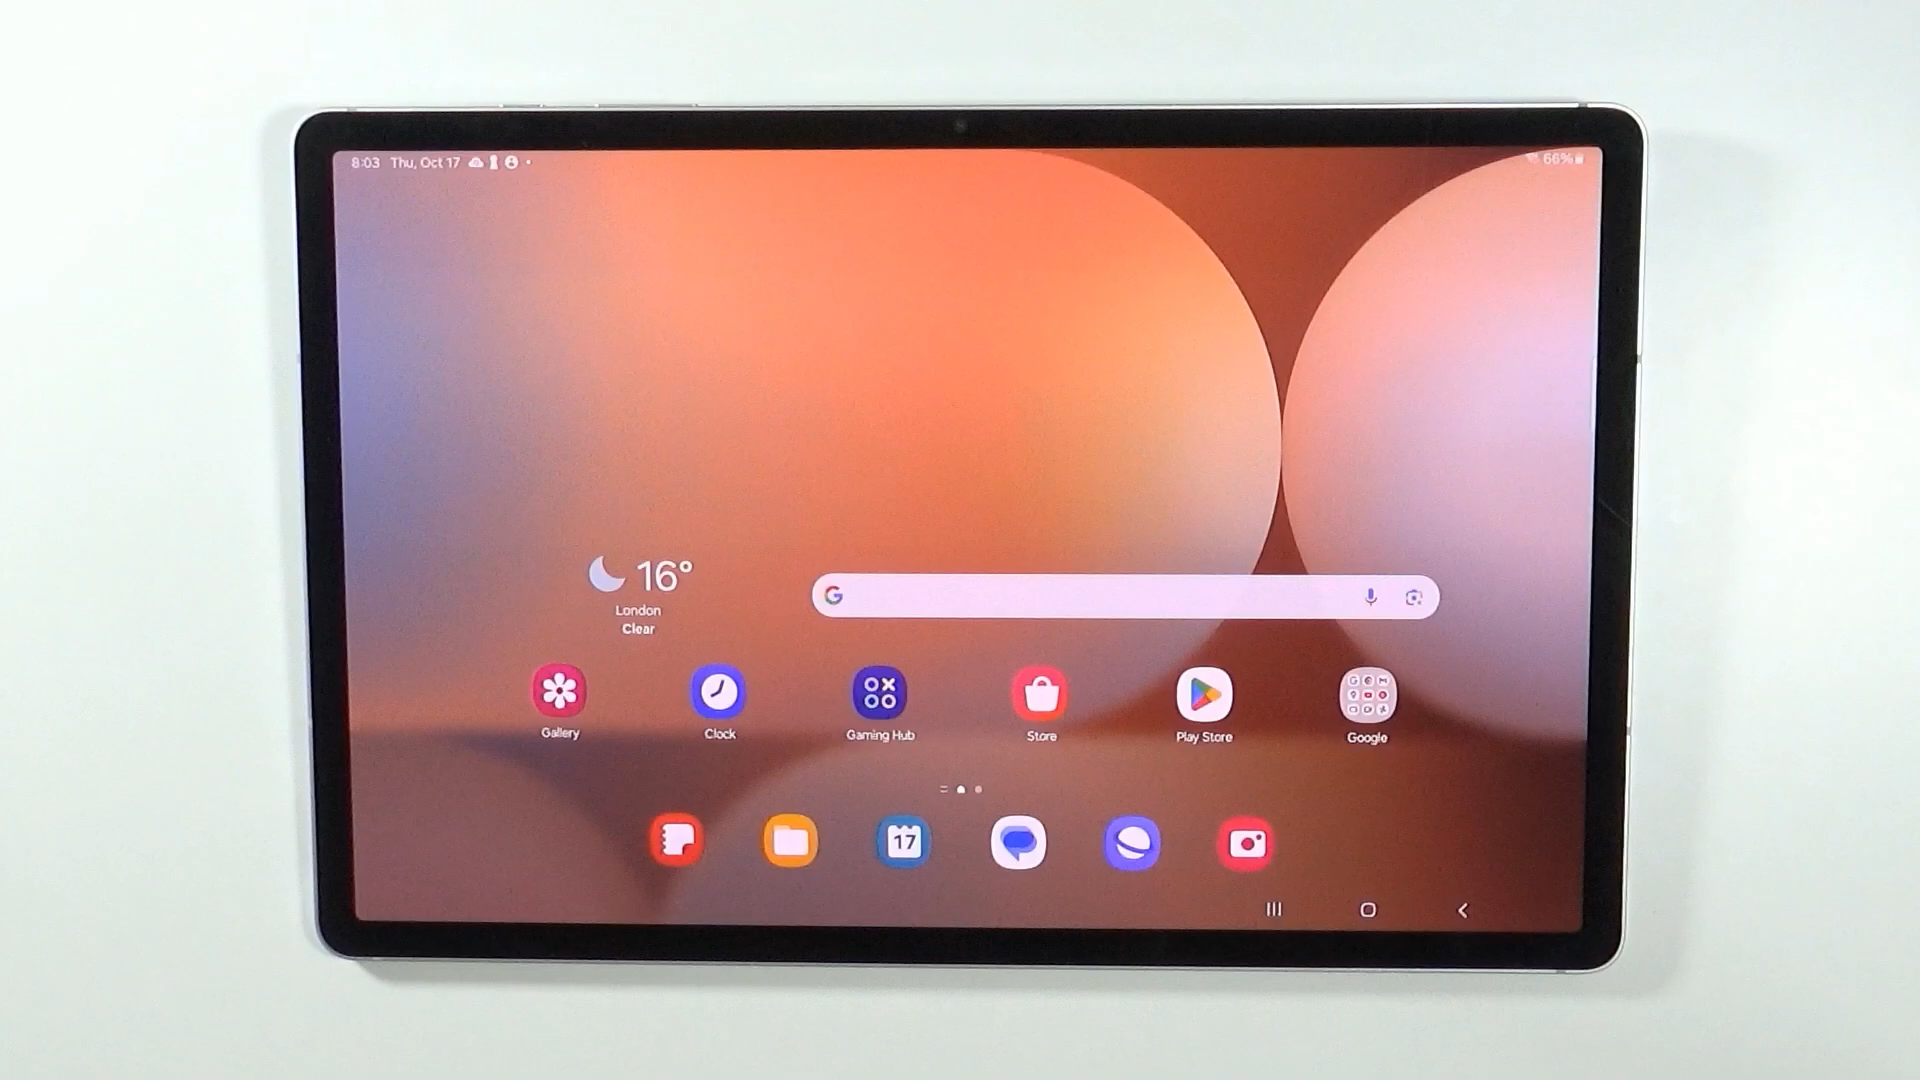 8:03 Thu, Oct 17
66%
16°
London
Clear
G
Gallery
Clock
Gaming Hub
Store
Play Store
Google
17